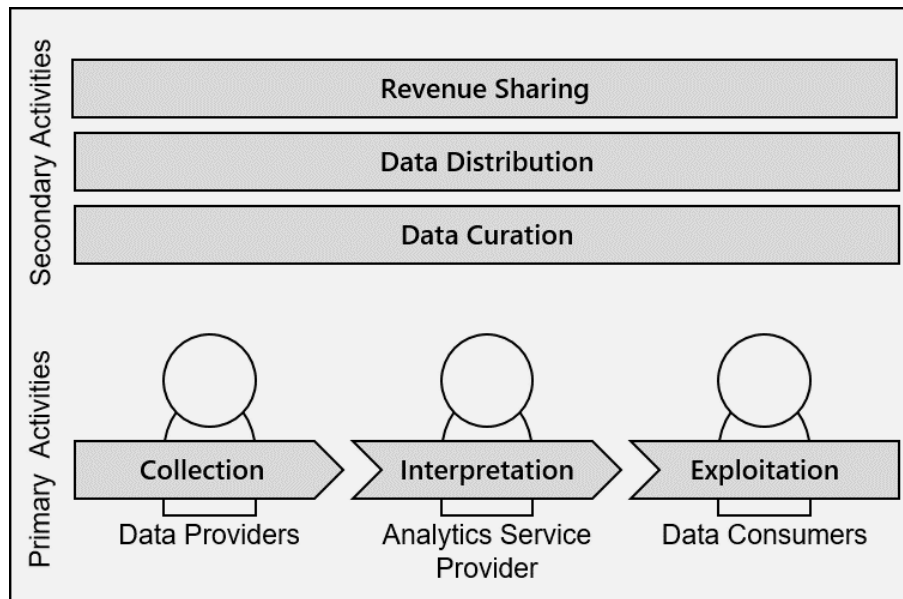 Secondary Activities
Revenue Sharing
Data Distribution
Data Curation
Primary Activities
Collection
Interpretation
Exploitation
Data Providers
Analytics Service
Provider
Data Consumers